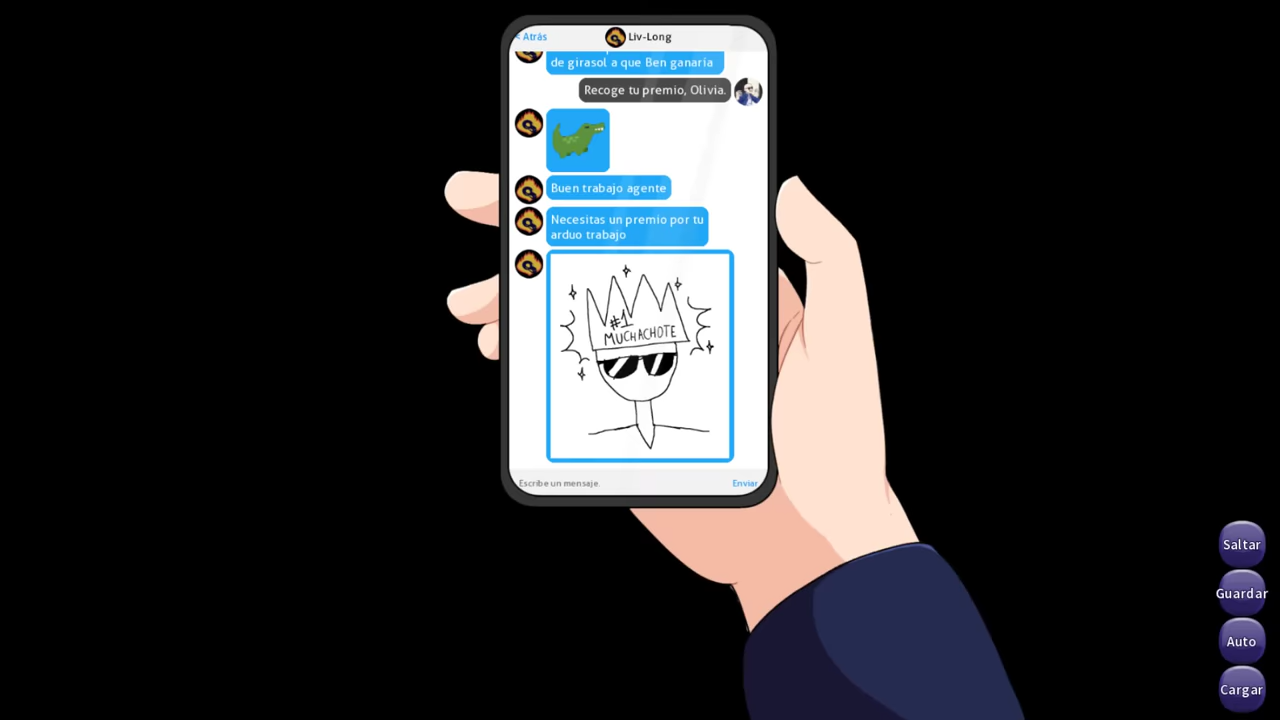 < Atrás
Liv-Long
de girasol a que Ben ganaría
Recoge tu premio, Olivia.
Buen trabajo agente
Necesitas un premio por tu
arduo trabajo
#1
MUCHACHOTE
Escribe un mensaje.
Enviar
Saltar
Guardar
Auto
Cargar